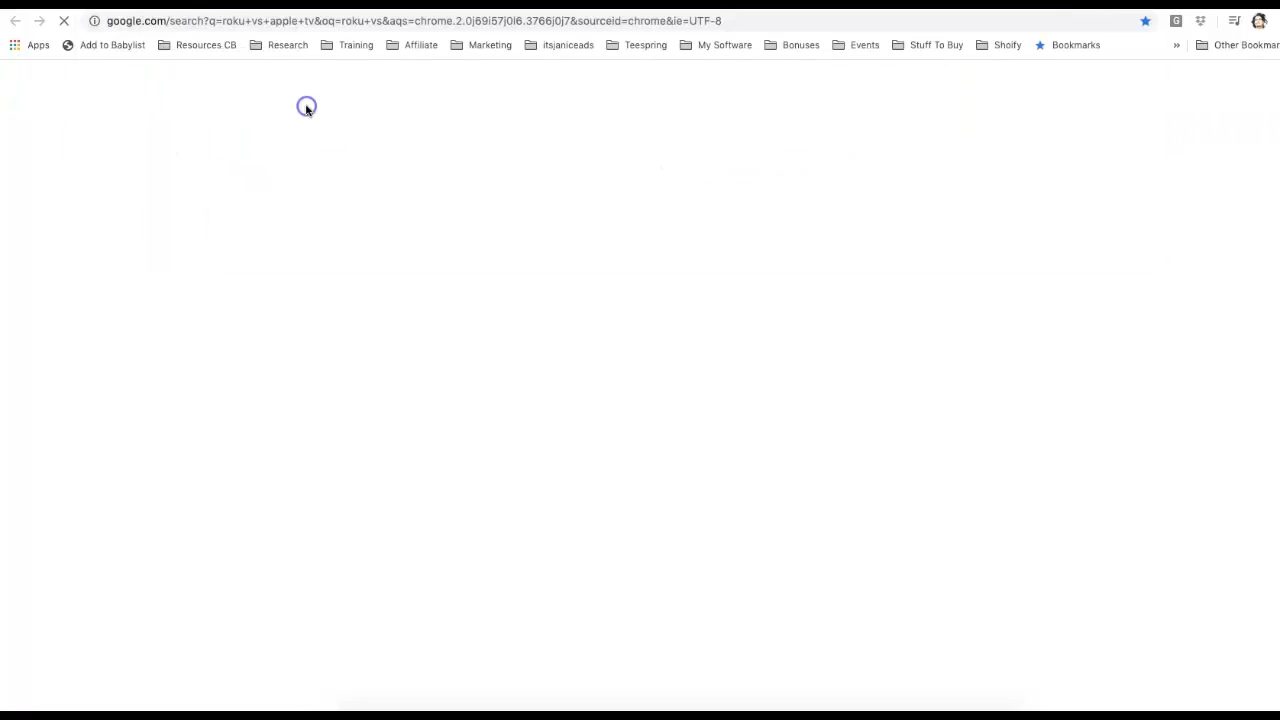 google.com/search?q=roku+vs+apple+tv&oq=roku+vs&aqs=chrome.2.0j69i57j0l6.3766j0j7&sourceid=chrome&ie=UTF-8
Apps Add to Babylist Resources CB Research Training Affiliate Marketing itsjaniceads Teespring My Software Bonuses Events Stuff To Buy Shoify Bookmarks » Other Bookmar